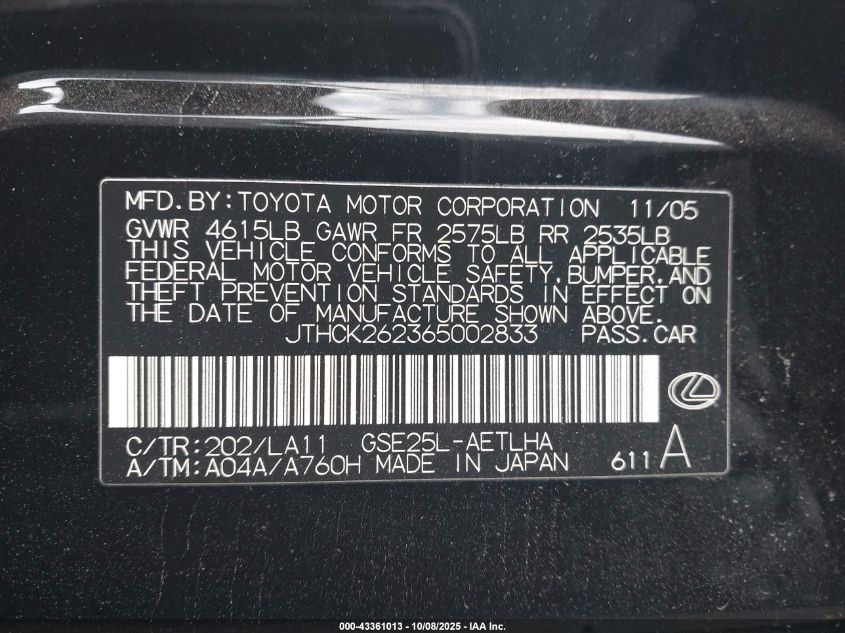 MFD. BY: TOYOTA MOTOR CORPORATION 11/05
GVWR 4615LB GAWR FR 2575LB RR 2535LB
THIS VEHICLE CONFORMS TO ALL APPLICABLE
FEDERAL MOTOR VEHICLE SAFETY, BUMPER, AND
THEFT PREVENTION STANDARDS IN EFFECT ON
THE DATE OF MANUFACTURE SHOWN ABOVE.
JTHCK262365002833 PASS. CAR
C/TR: 202/LA11 GSE25L-AETLHA
A/TM: A04A/A760H MADE IN JAPAN 611 A
000-43361013 - 10/08/2025 - IAA Inc.